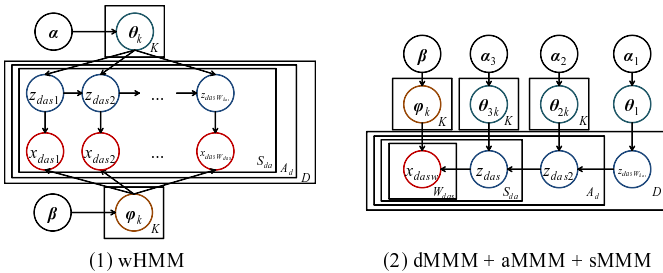 α θk K
zdas1 zdas2 ... zdasWdas
xdas1 xdas2 ... xdasWdas
Sda Ad D
β φk K
(1) wHMM
β α3 α2 α1
φk K θ3k K θ2k K θ1
xdasw zdas zdas2 zdasWdas
Wdas Sda Ad D
(2) dMMM + aMMM + sMMM